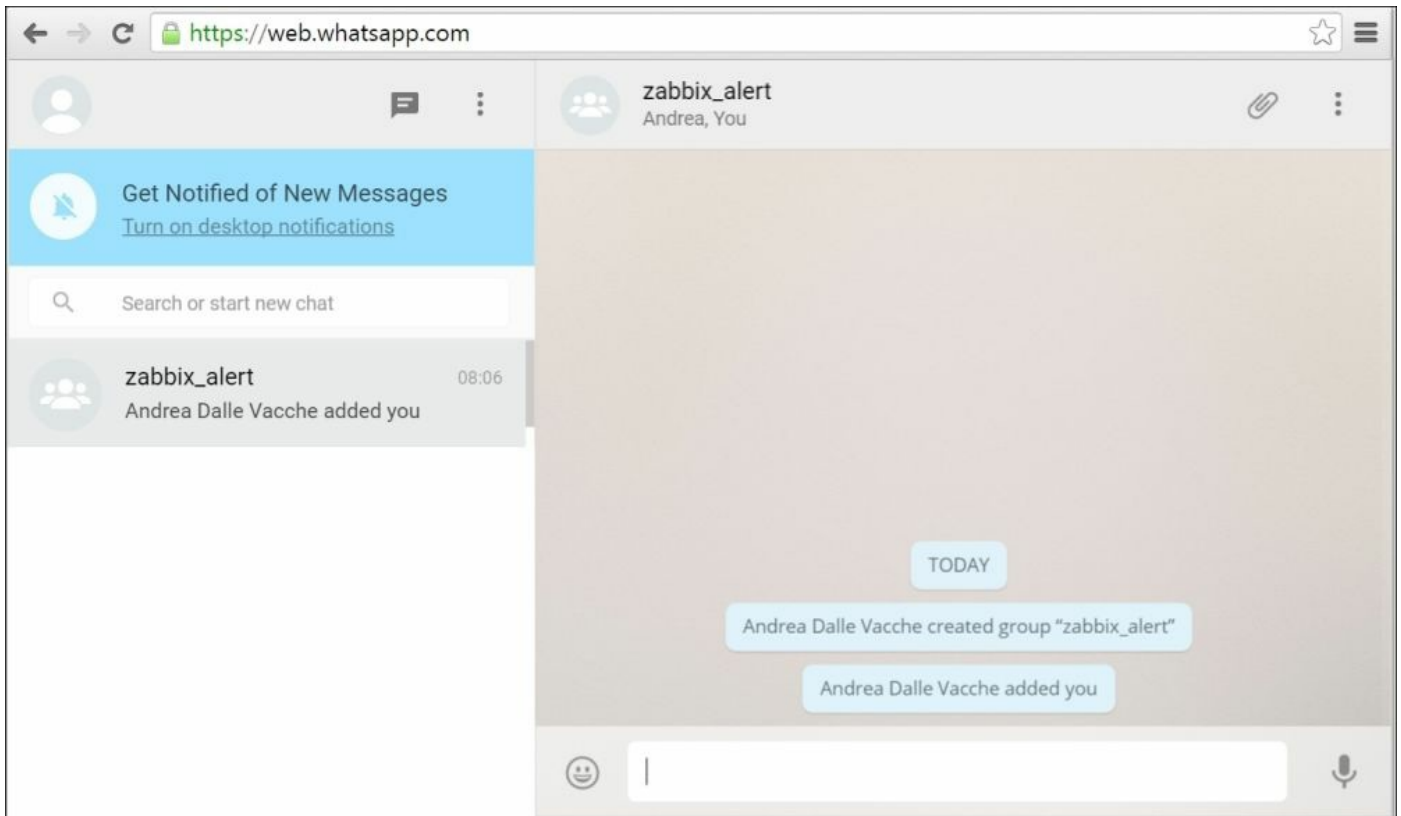 https://web.whatsapp.com
zabbix_alert
Andrea, You
Get Notified of New Messages
Turn on desktop notifications
Search or start new chat
zabbix_alert 08:06
Andrea Dalle Vacche added you
TODAY
Andrea Dalle Vacche created group “zabbix_alert”
Andrea Dalle Vacche added you